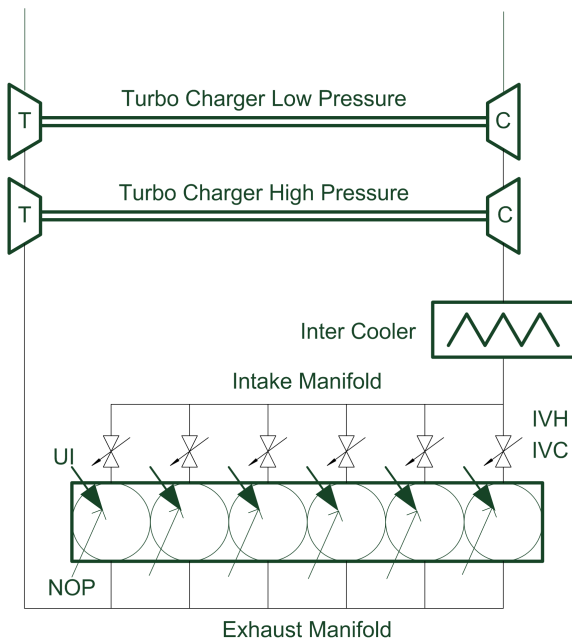 Turbo Charger Low Pressure
T
C
Turbo Charger High Pressure
T
C
Inter Cooler
Intake Manifold
IVH
IVC
UI
NOP
Exhaust Manifold